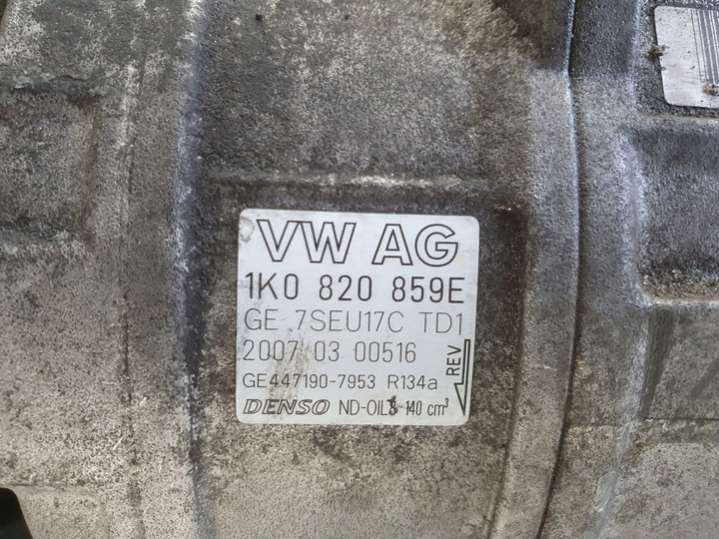 VW AG
1K0 820 859E
GE 7SEU17C TD1
2007 03 00516
GE447190-7953 R134a
DENSO ND-OIL8 140 cm³
REV